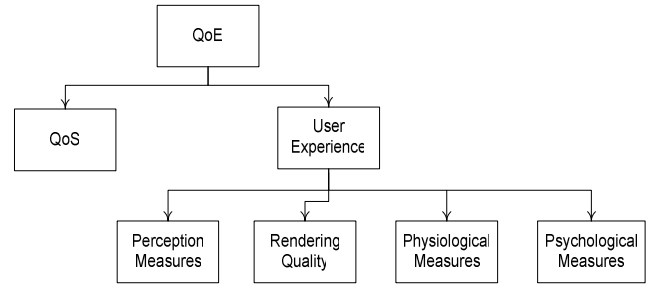 QoE
QoS
User
Experience
Perception
Measures
Rendering
Quality
Physiological
Measures
Psychological
Measures